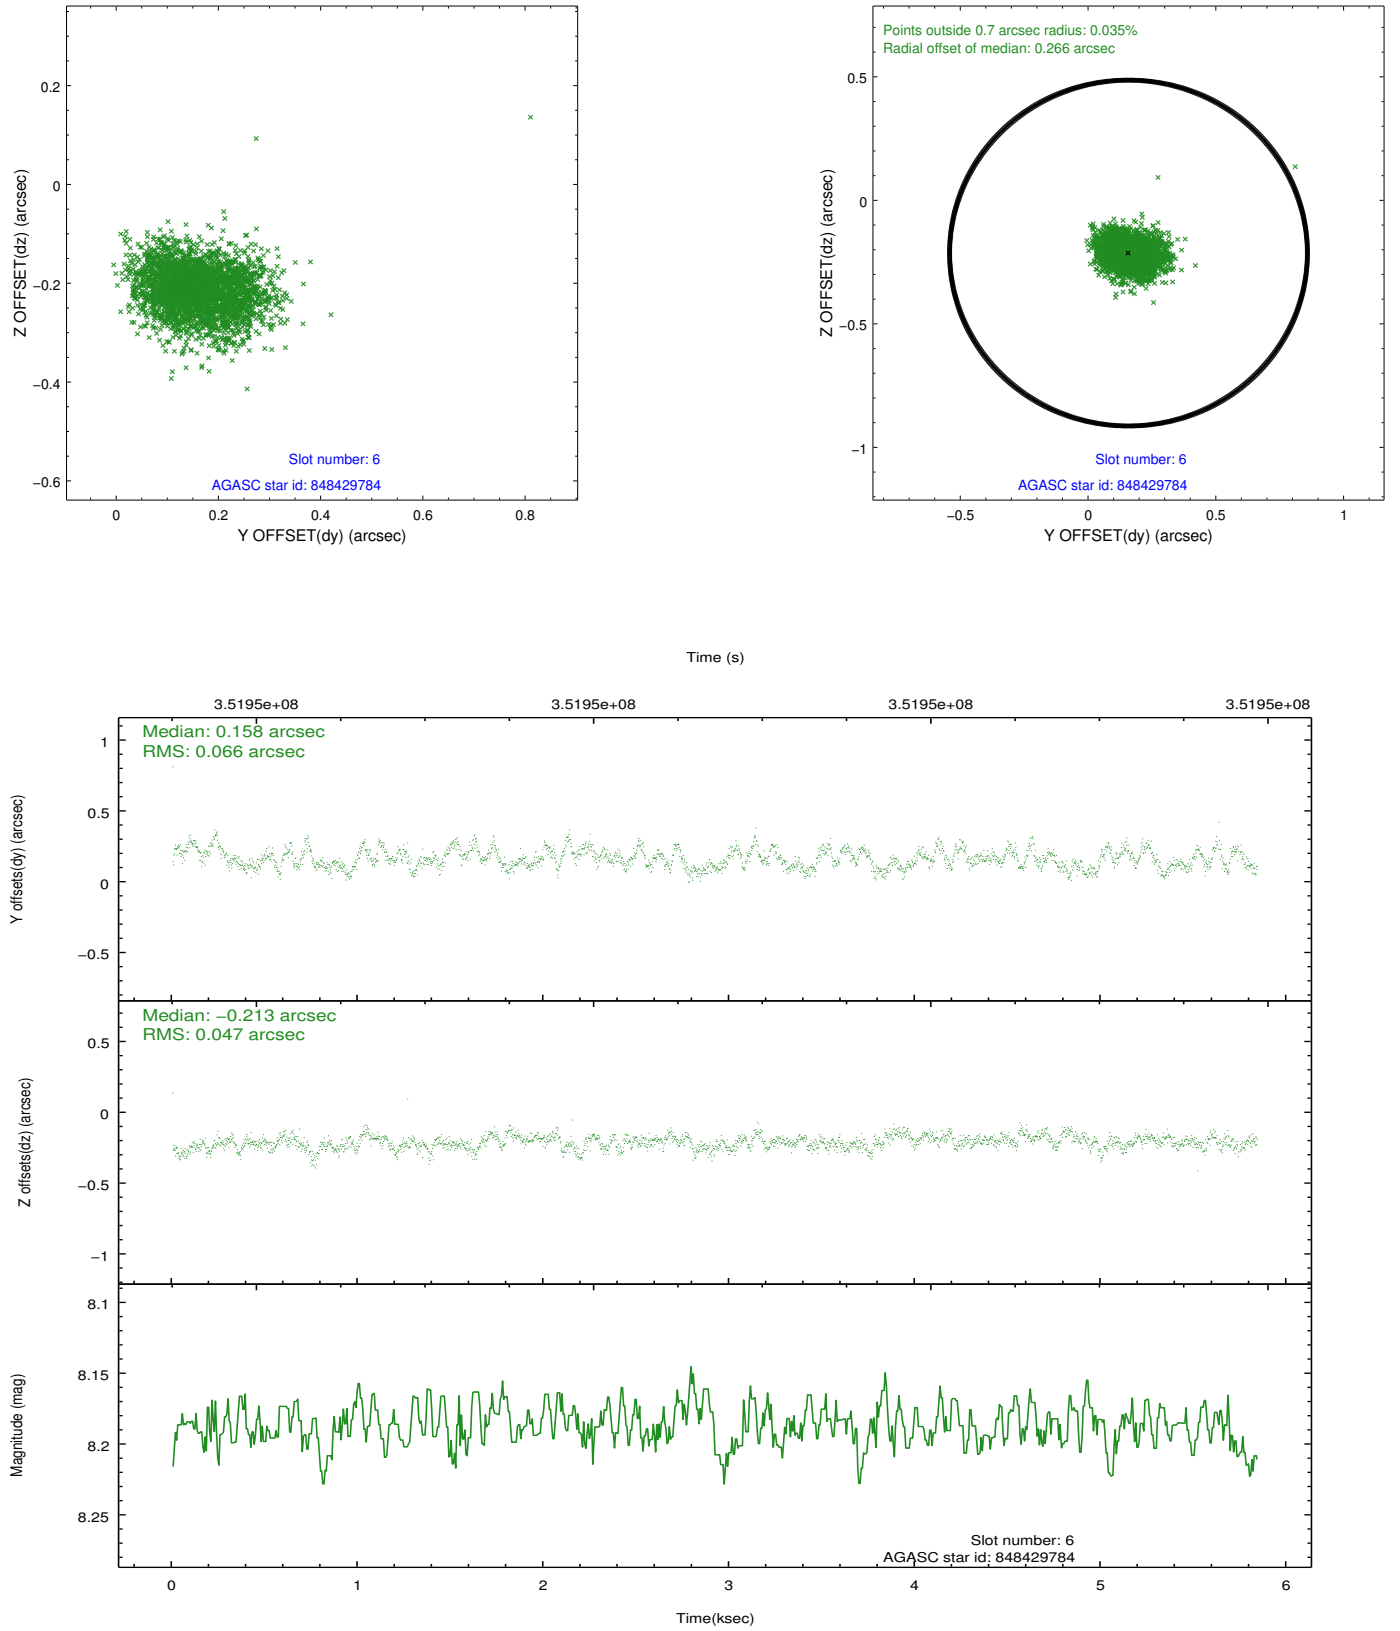 0.2
0
−0.2
−0.4
−0.6
Z OFFSET(dz) (arcsec)
Slot number: 6
AGASC star id: 848429784
0 0.2 0.4 0.6 0.8
Y OFFSET(dy) (arcsec)
Points outside 0.7 arcsec radius: 0.035%
Radial offset of median: 0.266 arcsec
0.5
0
−0.5
−1
Z OFFSET(dz) (arcsec)
Slot number: 6
AGASC star id: 848429784
−0.5 0 0.5 1
Y OFFSET(dy) (arcsec)
Time (s)
3.5195e+08 3.5195e+08 3.5195e+08 3.5195e+08
Median: 0.158 arcsec
RMS: 0.066 arcsec
1
0.5
0
−0.5
Y offsets(dy) (arcsec)
Median: −0.213 arcsec
RMS: 0.047 arcsec
0.5
0
−0.5
−1
Z offsets(dz) (arcsec)
8.1
8.15
8.2
8.25
Magnitude (mag)
Slot number: 6
AGASC star id: 848429784
0 1 2 3 4 5 6
Time(ksec)